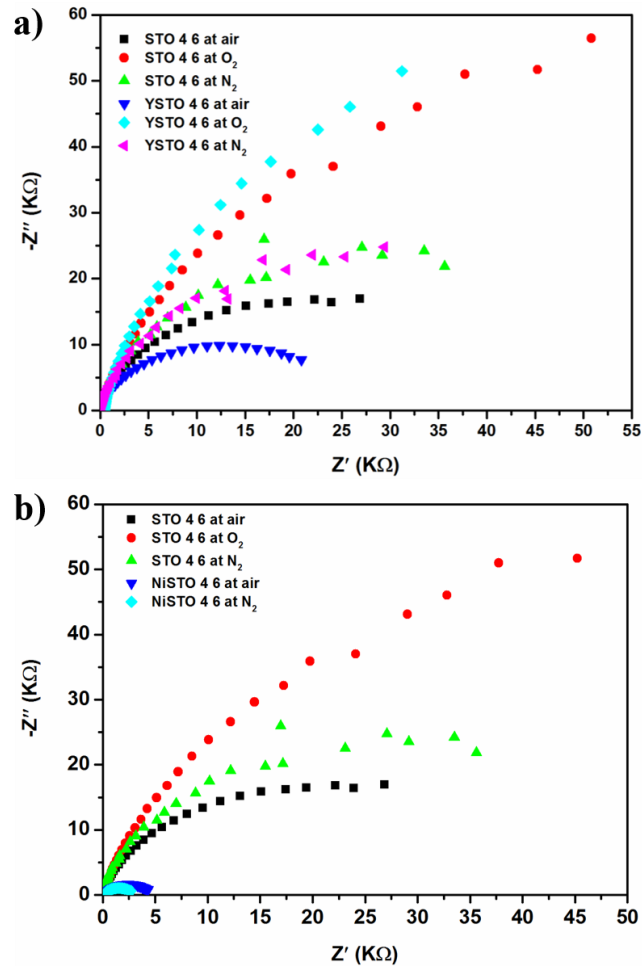 a)
STO 4 6 at air
STO 4 6 at O₂
STO 4 6 at N₂
YSTO 4 6 at air
YSTO 4 6 at O₂
YSTO 4 6 at N₂
60
50
40
30
20
10
0
-Z″ (KΩ)
0 5 10 15 20 25 30 35 40 45 50 55
Z′ (KΩ)
b)
STO 4 6 at air
STO 4 6 at O₂
STO 4 6 at N₂
NiSTO 4 6 at air
NiSTO 4 6 at N₂
60
50
40
30
20
10
0
-Z″ (KΩ)
0 5 10 15 20 25 30 35 40 45 50
Z′ (KΩ)